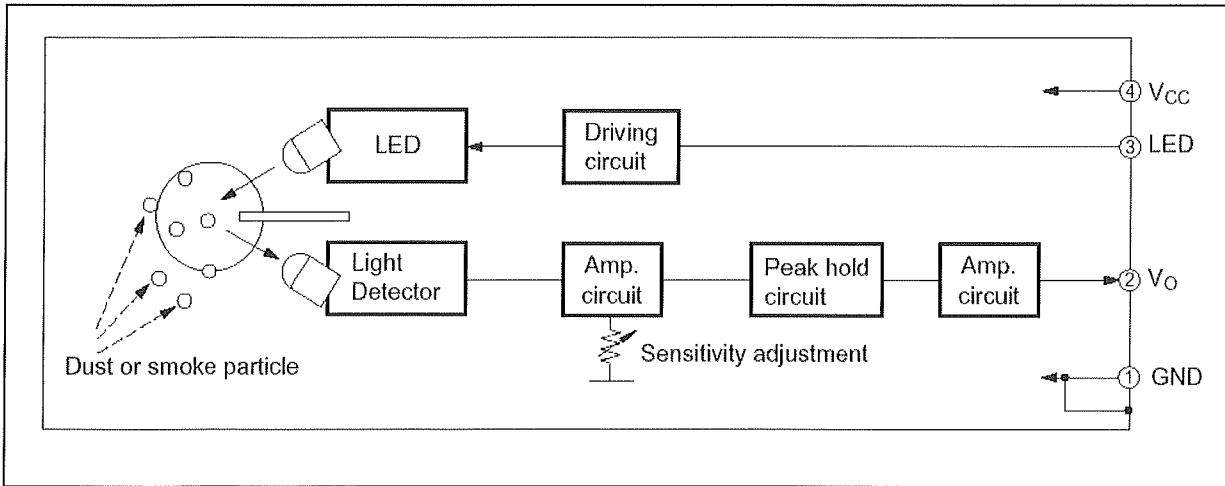 4 VCC
LED
Driving
circuit
3 LED
Light
Detector
Amp.
circuit
Peak hold
circuit
Amp.
circuit
2 VO
Sensitivity adjustment
Dust or smoke particle
1 GND